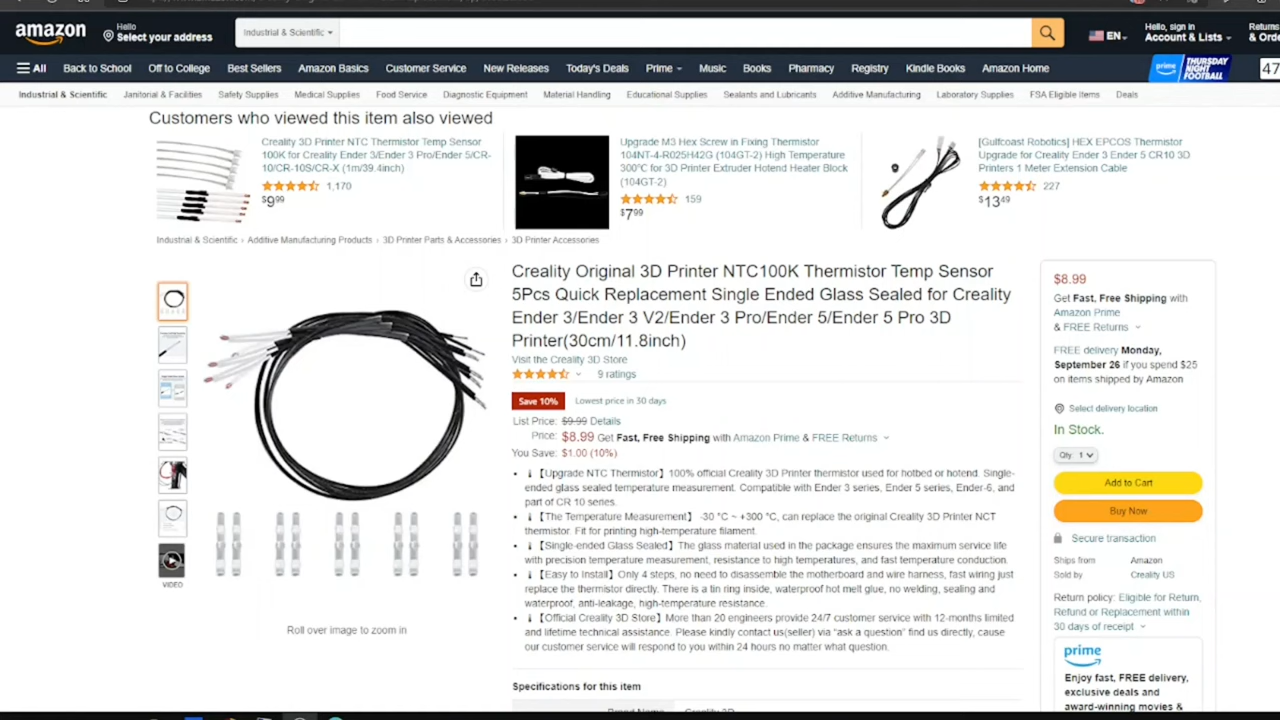 amazon
Hello
Select your address
Industrial & Scientific
EN
Hello, sign in
Account & Lists
Returns
& Orde
All
Back to School
Off to College
Best Sellers
Amazon Basics
Customer Service
New Releases
Today's Deals
Prime
Music
Books
Pharmacy
Registry
Kindle Books
Amazon Home
prime
THURSDAY
NIGHT
FOOTBALL
47
Industrial & Scientific
Janitorial & Facilities
Safety Supplies
Medical Supplies
Food Service
Diagnostic Equipment
Material Handling
Educational Supplies
Sealants and Lubricants
Additive Manufacturing
Laboratory Supplies
FSA Eligible Items
Deals
Customers who viewed this item also viewed
Creality 3D Printer NTC Thermistor Temp Sensor
100K for Creality Ender 3/Ender 3 Pro/Ender 5/CR-
10/CR-10S/CR-X (1m/39.4inch)
1,170
$9.99
Upgrade M3 Hex Screw in Fixing Thermistor
104NT-4-R025H42G (104GT-2) High Temperature
300℃ for 3D Printer Extruder Hotend Heater Block
(104GT-2)
159
$7.99
[Gulfcoast Robotics] HEX EPCOS Thermistor
Upgrade for Creality Ender 3 Ender 5 CR10 3D
Printers 1 Meter Extension Cable
227
$13.49
Industrial & Scientific › Additive Manufacturing Products › 3D Printer Parts & Accessories › 3D Printer Accessories
Creality Original 3D Printer NTC100K Thermistor Temp Sensor
5Pcs Quick Replacement Single Ended Glass Sealed for Creality
Ender 3/Ender 3 V2/Ender 3 Pro/Ender 5/Ender 5 Pro 3D
Printer(30cm/11.8inch)
Visit the Creality 3D Store
9 ratings
Save 10%
Lowest price in 30 days
List Price: $9.99 Details
Price: $8.99 Get Fast, Free Shipping with Amazon Prime & FREE Returns
You Save: $1.00 (10%)
• 🌡【Upgrade NTC Thermistor】100% official Creality 3D Printer thermistor used for hotbed or hotend. Single-
ended glass sealed temperature measurement. Compatible with Ender 3 series, Ender 5 series, Ender-6, and
part of CR 10 series.
• 🌡【The Temperature Measurement】 -30 °C ~ +300 °C, can replace the original Creality 3D Printer NCT
thermistor. Fit for printing high-temperature filament.
• 🌡【Single-ended Glass Sealed】The glass material used in the package ensures the maximum service life
with precision temperature measurement, resistance to high temperatures, and fast temperature conduction.
• 🌡【Easy to Install】Only 4 steps, no need to disassemble the motherboard and wire harness, fast wiring just
replace the thermistor directly. There is a tin ring inside, waterproof hot melt glue, no welding, sealing and
waterproof, anti-leakage, high-temperature resistance.
• 🌡【Official Creality 3D Store】More than 20 engineers provide 24/7 customer service with 12-months limited
and lifetime technical assistance. Please kindly contact us(seller) via "ask a question" find us directly, cause
our customer service will respond to you within 24 hours no matter what question.
Specifications for this item
Brand Name
Creality 3D
VIDEO
Roll over image to zoom in
$8.99
Get Fast, Free Shipping with
Amazon Prime
& FREE Returns
FREE delivery Monday,
September 26 if you spend $25
on items shipped by Amazon
Select delivery location
In Stock.
Qty: 1
Add to Cart
Buy Now
Secure transaction
Ships from Amazon
Sold by Creality US
Return policy: Eligible for Return,
Refund or Replacement within
30 days of receipt
prime
Enjoy fast, FREE delivery,
exclusive deals and
award-winning movies &